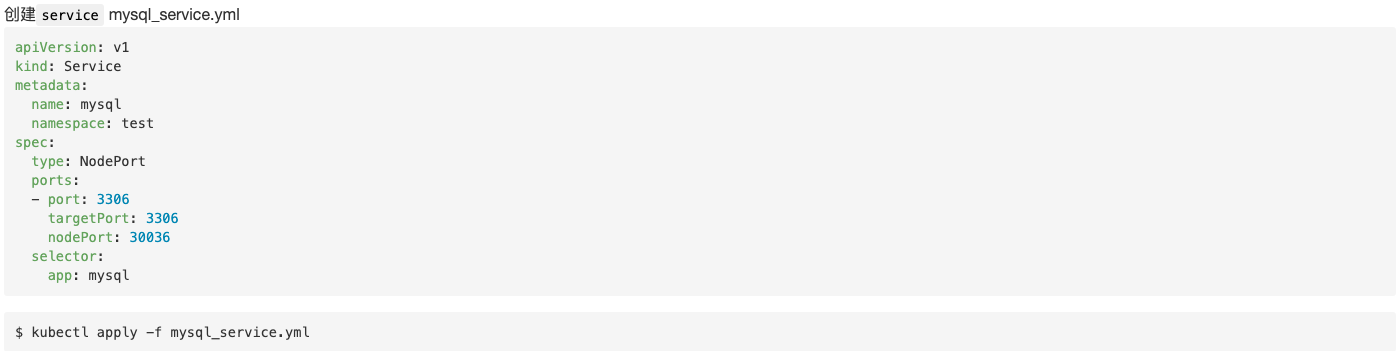 创建 service mysql_service.yml
apiVersion: v1
kind: Service
metadata:
  name: mysql
  namespace: test
spec:
  type: NodePort
  ports:
  - port: 3306
    targetPort: 3306
    nodePort: 30036
  selector:
    app: mysql
$ kubectl apply -f mysql_service.yml